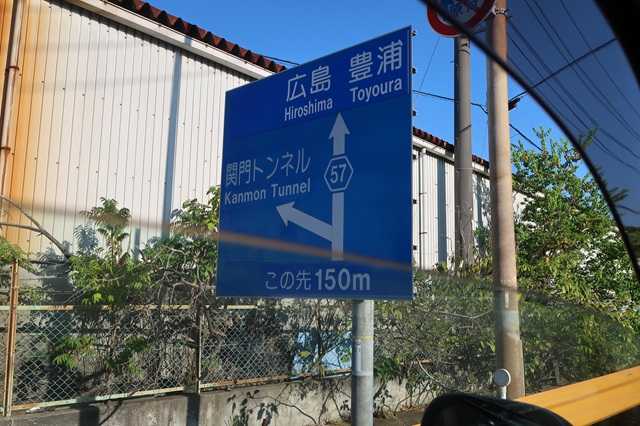 広島 豊浦
Hiroshima Toyoura
関門トンネル
Kanmon Tunnel
57
この先 150m